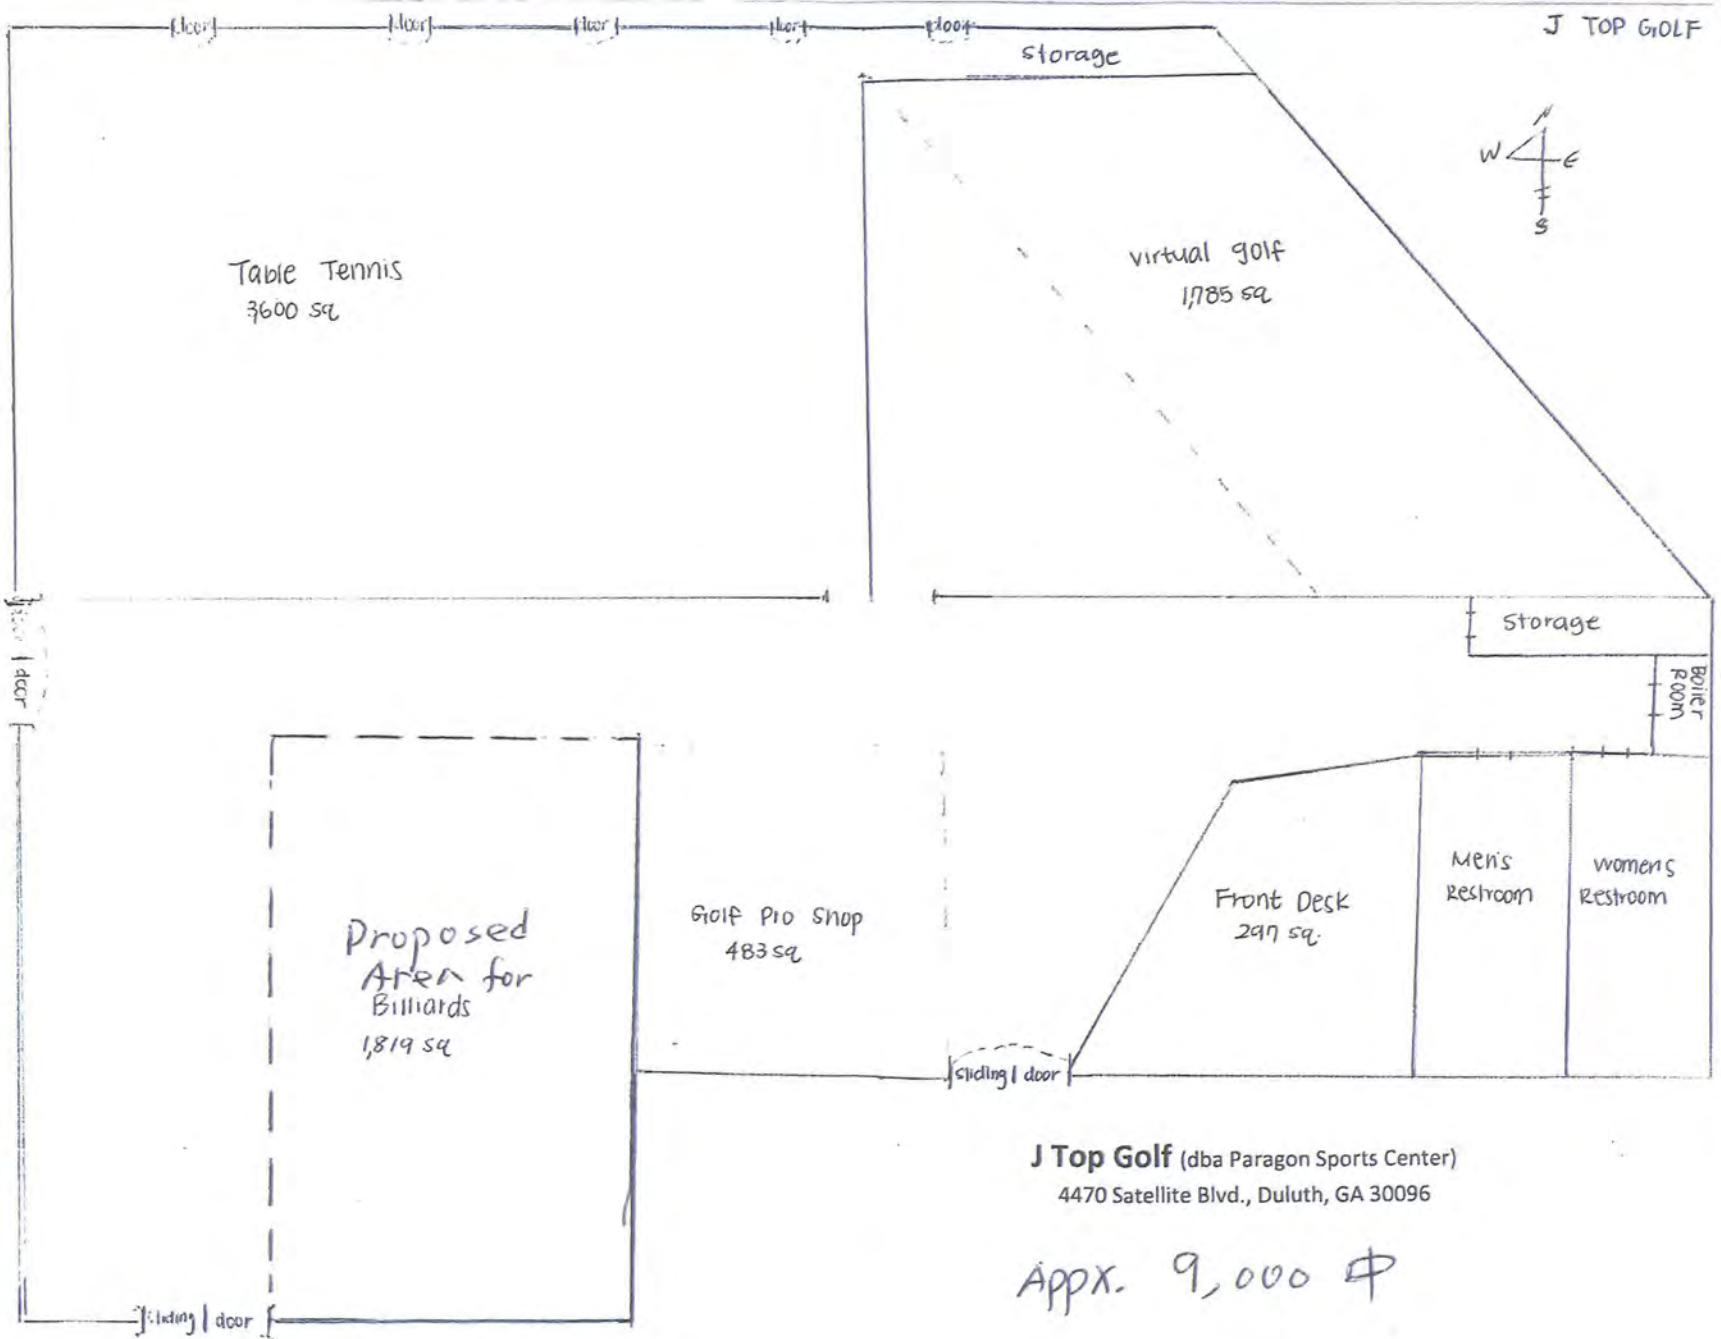 door door door door door
J TOP GOLF
Storage
N
W E
S
Table Tennis
3,600 sq
virtual golf
1,785 sq
Storage
Boiler
ROOM
door
Proposed
Area for
Billiards
1,819 sq
Golf Pro Shop
483 sq
Front Desk
297 sq.
Men's
Restroom
Women's
Restroom
sliding door
J Top Golf (dba Paragon Sports Center)
4470 Satellite Blvd., Duluth, GA 30096
Appx. 9,000
sliding door